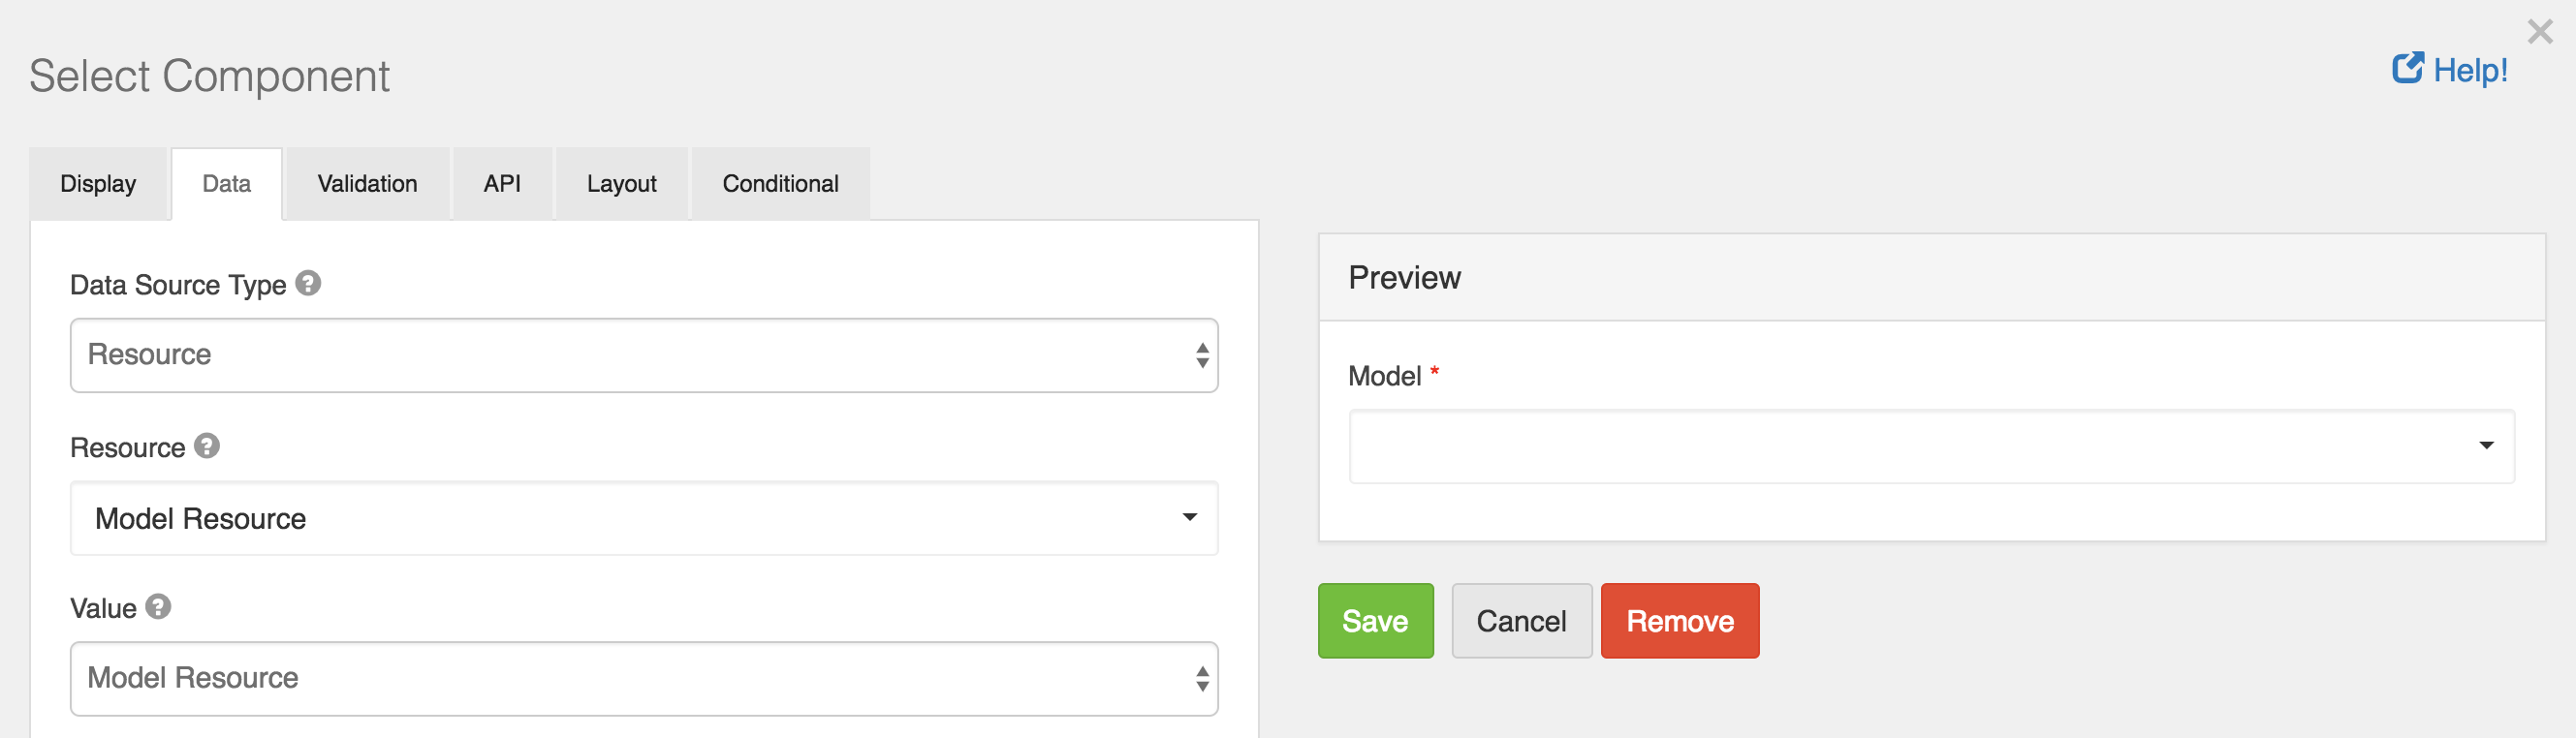 Select Component
Help!
Display
Data
Validation
API
Layout
Conditional
Data Source Type
Resource
Resource
Model Resource
Value
Model Resource
Preview
Model *
Save
Cancel
Remove